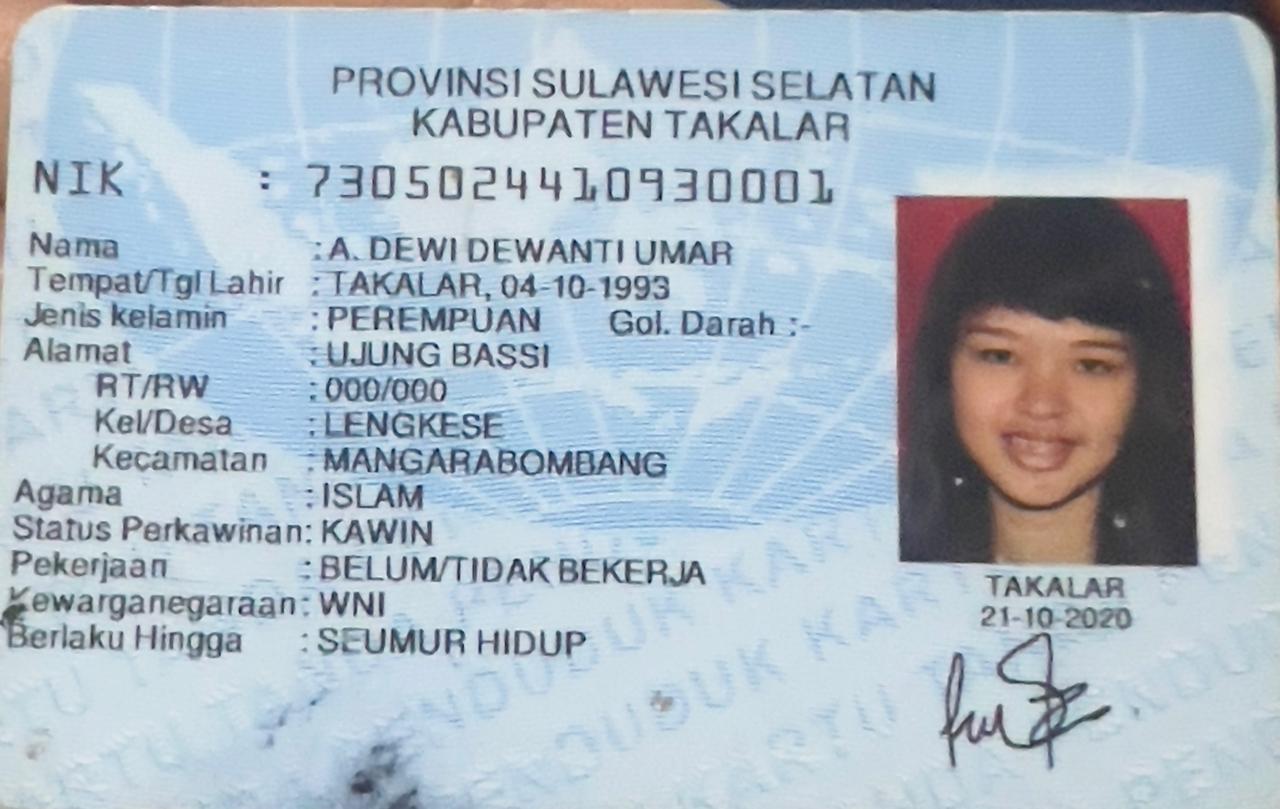 PROVINSI SULAWESI SELATAN
KABUPATEN TAKALAR
NIK : 7305024410930001
Nama : A. DEWI DEWANTI UMAR
Tempat/Tgl Lahir : TAKALAR, 04-10-1993
Jenis kelamin : PEREMPUAN Gol. Darah :-
Alamat : UJUNG BASSI
RT/RW : 000/000
Kel/Desa : LENGKESE
Kecamatan : MANGARABOMBANG
Agama : ISLAM
Status Perkawinan: KAWIN
Pekerjaan : BELUM/TIDAK BEKERJA
Kewarganegaraan: WNI
Berlaku Hingga : SEUMUR HIDUP
TAKALAR
21-10-2020